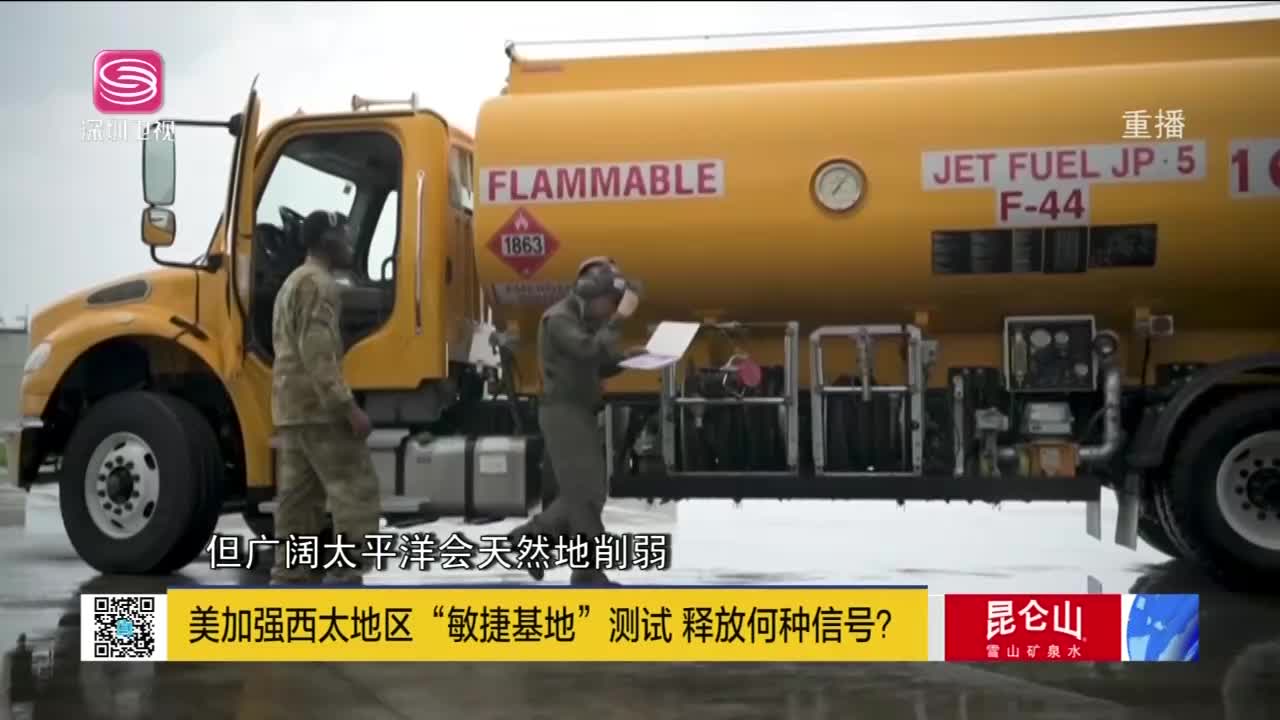 深圳卫视
重播
FLAMMABLE
JET FUEL JP·5
F-44
1863
但广阔太平洋会天然地削弱
美加强西太地区“敏捷基地”测试 释放何种信号?
昆仑山
雪山矿泉水